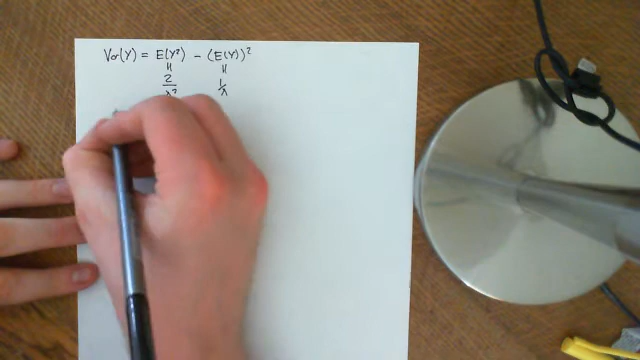 Var(Y) = E(Y²) - (E(Y))²
॥ ॥
2 1
λ² λ